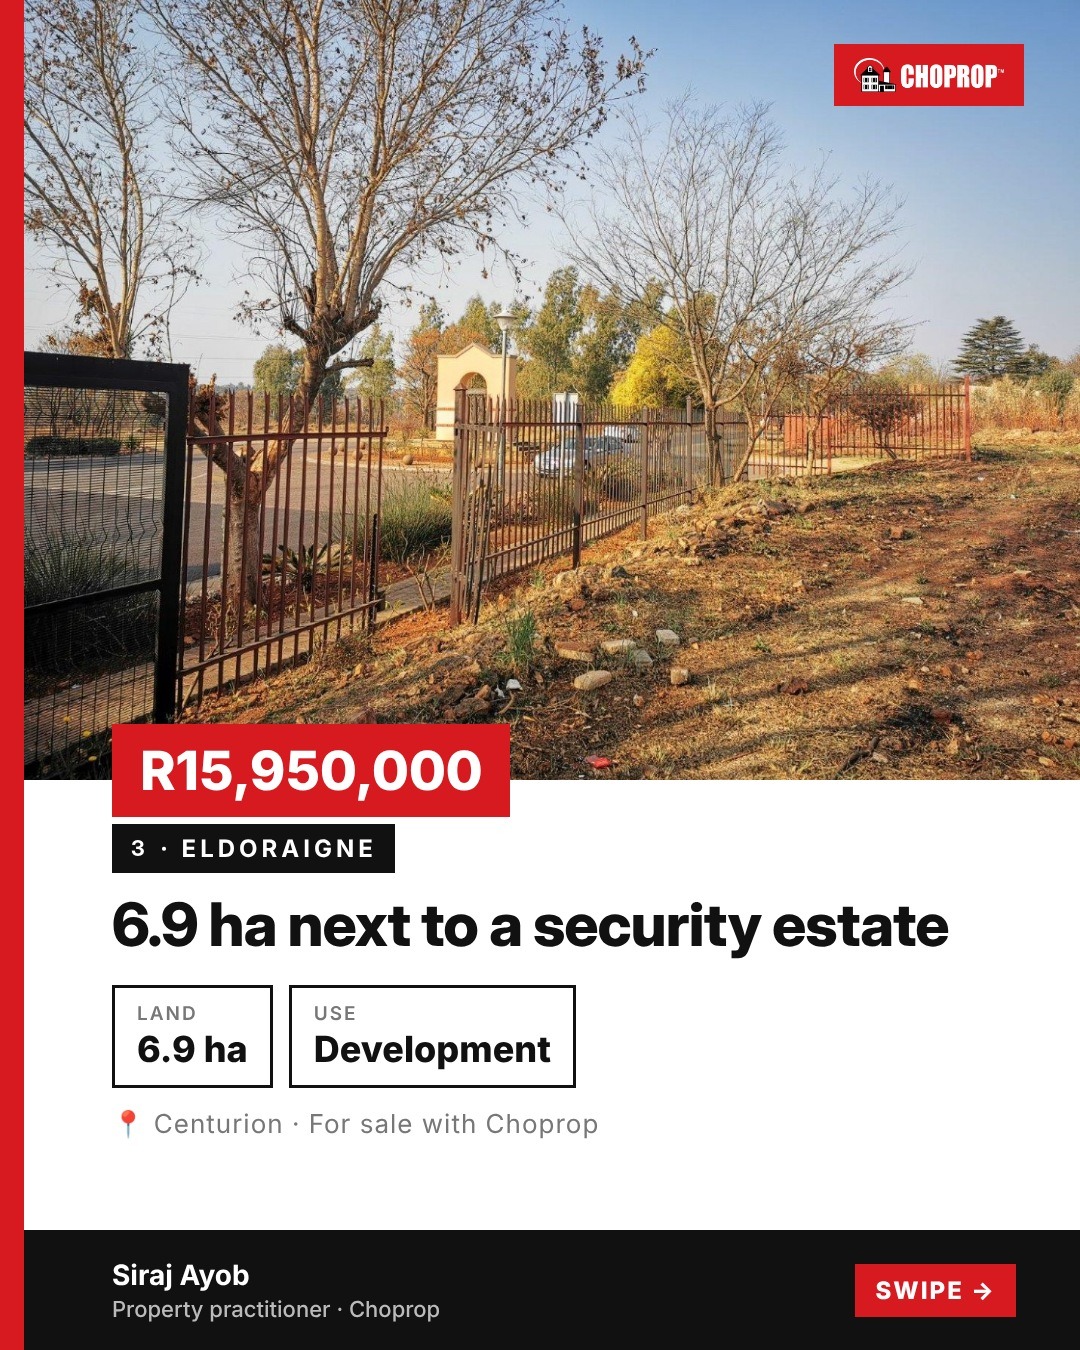 CHOPROP™
R15,950,000
3 · ELDORAIGNE
6.9 ha next to a security estate
LAND
6.9 ha
USE
Development
📍 Centurion · For sale with Choprop
Siraj Ayob
Property practitioner · Choprop
SWIPE →